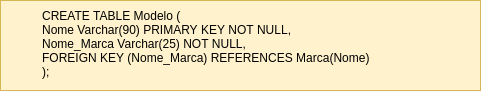 CREATE TABLE Modelo (
Nome Varchar(90) PRIMARY KEY NOT NULL,
Nome_Marca Varchar(25) NOT NULL,
FOREIGN KEY (Nome_Marca) REFERENCES Marca(Nome)
);